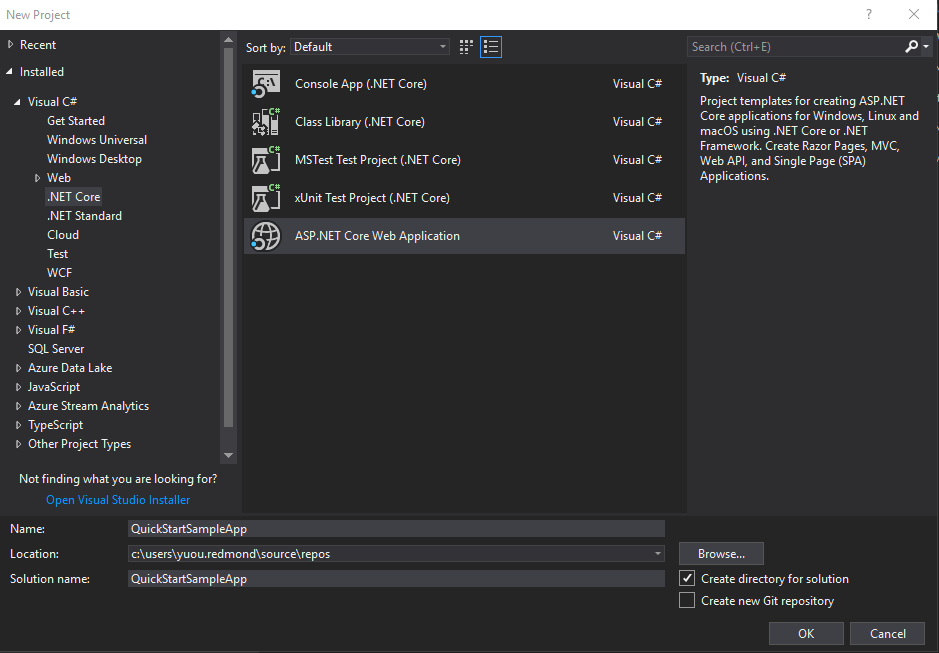 New Project
?
Recent
Installed
Visual C#
Get Started
Windows Universal
Windows Desktop
Web
.NET Core
.NET Standard
Cloud
Test
WCF
Visual Basic
Visual C++
Visual F#
SQL Server
Azure Data Lake
JavaScript
Azure Stream Analytics
TypeScript
Other Project Types
Not finding what you are looking for?
Open Visual Studio Installer
Sort by: Default
Console App (.NET Core) Visual C#
Class Library (.NET Core) Visual C#
MSTest Test Project (.NET Core) Visual C#
xUnit Test Project (.NET Core) Visual C#
ASP.NET Core Web Application Visual C#
Search (Ctrl+E)
Type: Visual C#
Project templates for creating ASP.NET
Core applications for Windows, Linux and
macOS using .NET Core or .NET
Framework. Create Razor Pages, MVC,
Web API, and Single Page (SPA)
Applications.
Name: QuickStartSampleApp
Location: c:\users\yuou.redmond\source\repos
Browse...
Solution name: QuickStartSampleApp
Create directory for solution
Create new Git repository
OK Cancel